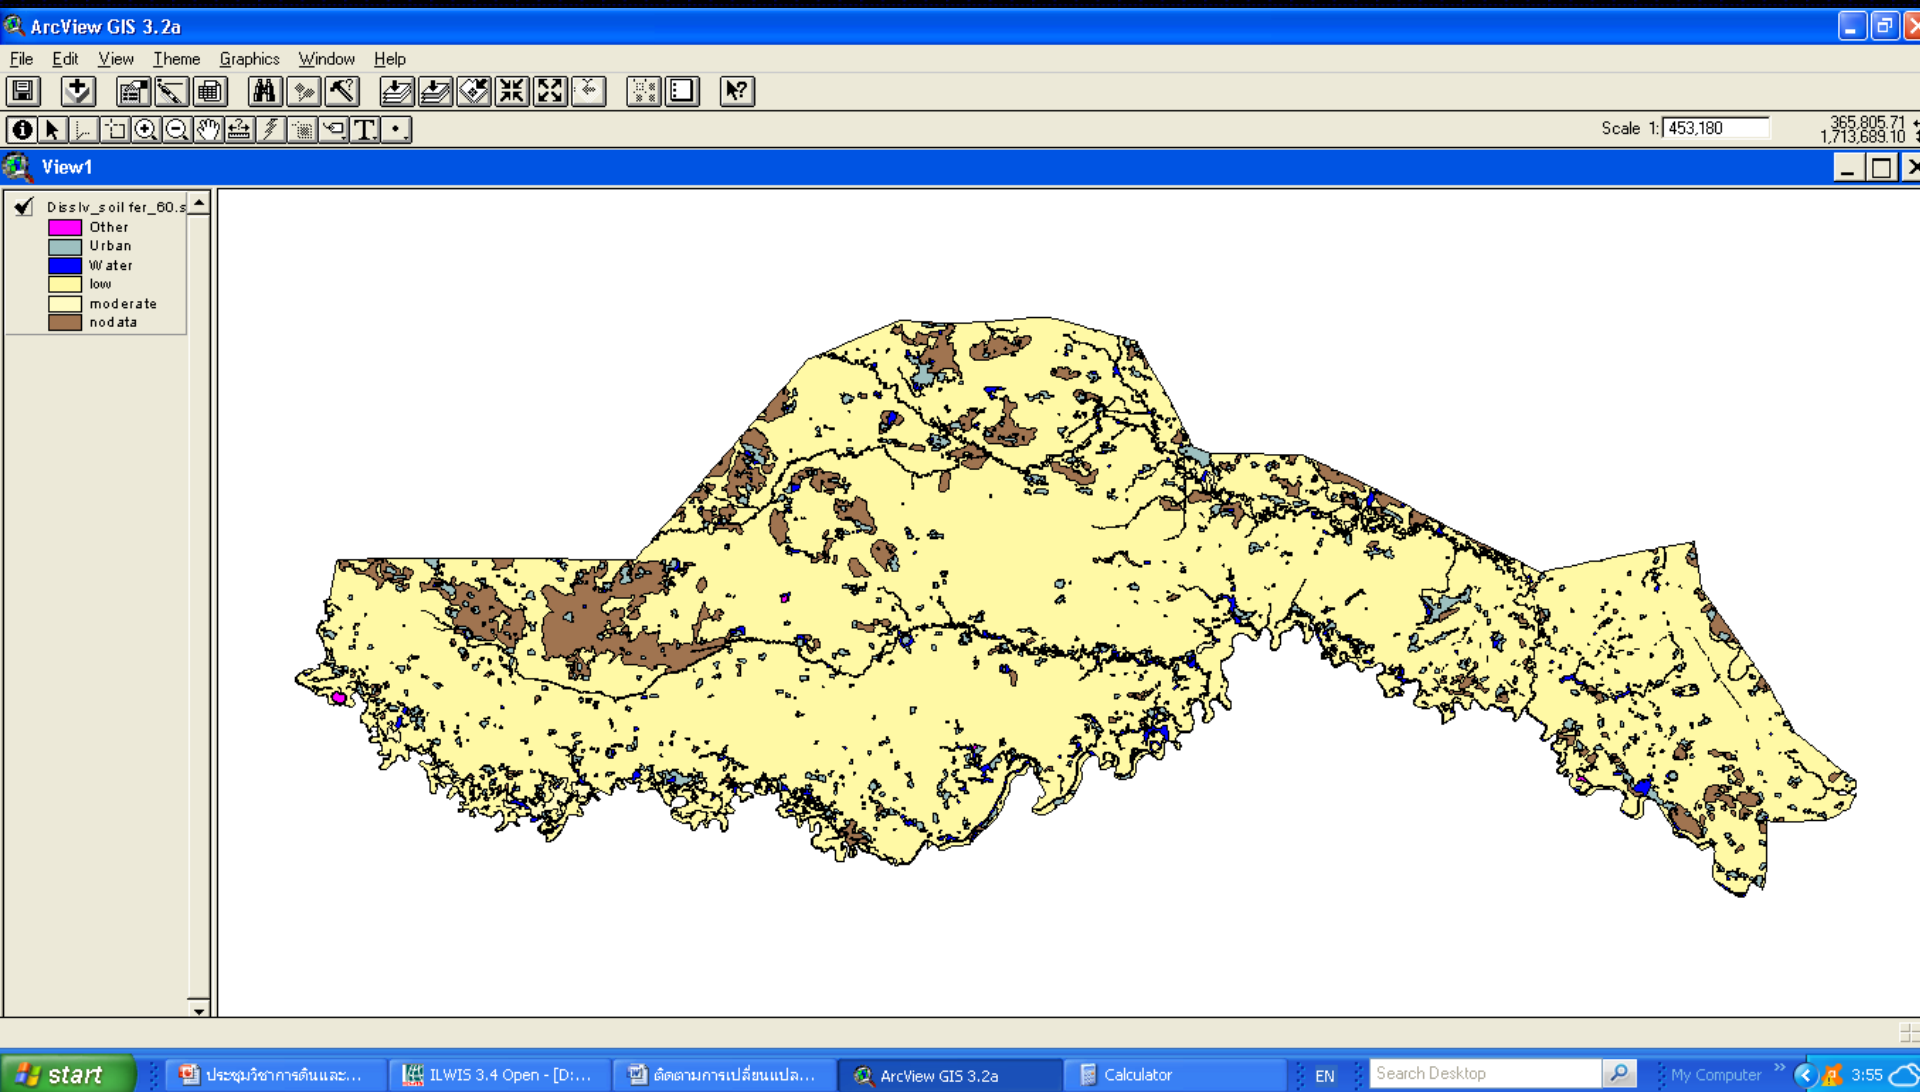 ArcView GIS 3.2a
File Edit View Theme Graphics Window Help
Scale 1: 453,180
365,805.71
1,713,689.10
View1
Disslv_soil fer_60.s
Other
Urban
Water
low
moderate
nodata
start
ประชุมวิชาการดินและ...
ILWIS 3.4 Open - [D:...
ติดตามการเปลี่ยนแปล...
ArcView GIS 3.2a
Calculator
EN
Search Desktop
My Computer
3:55